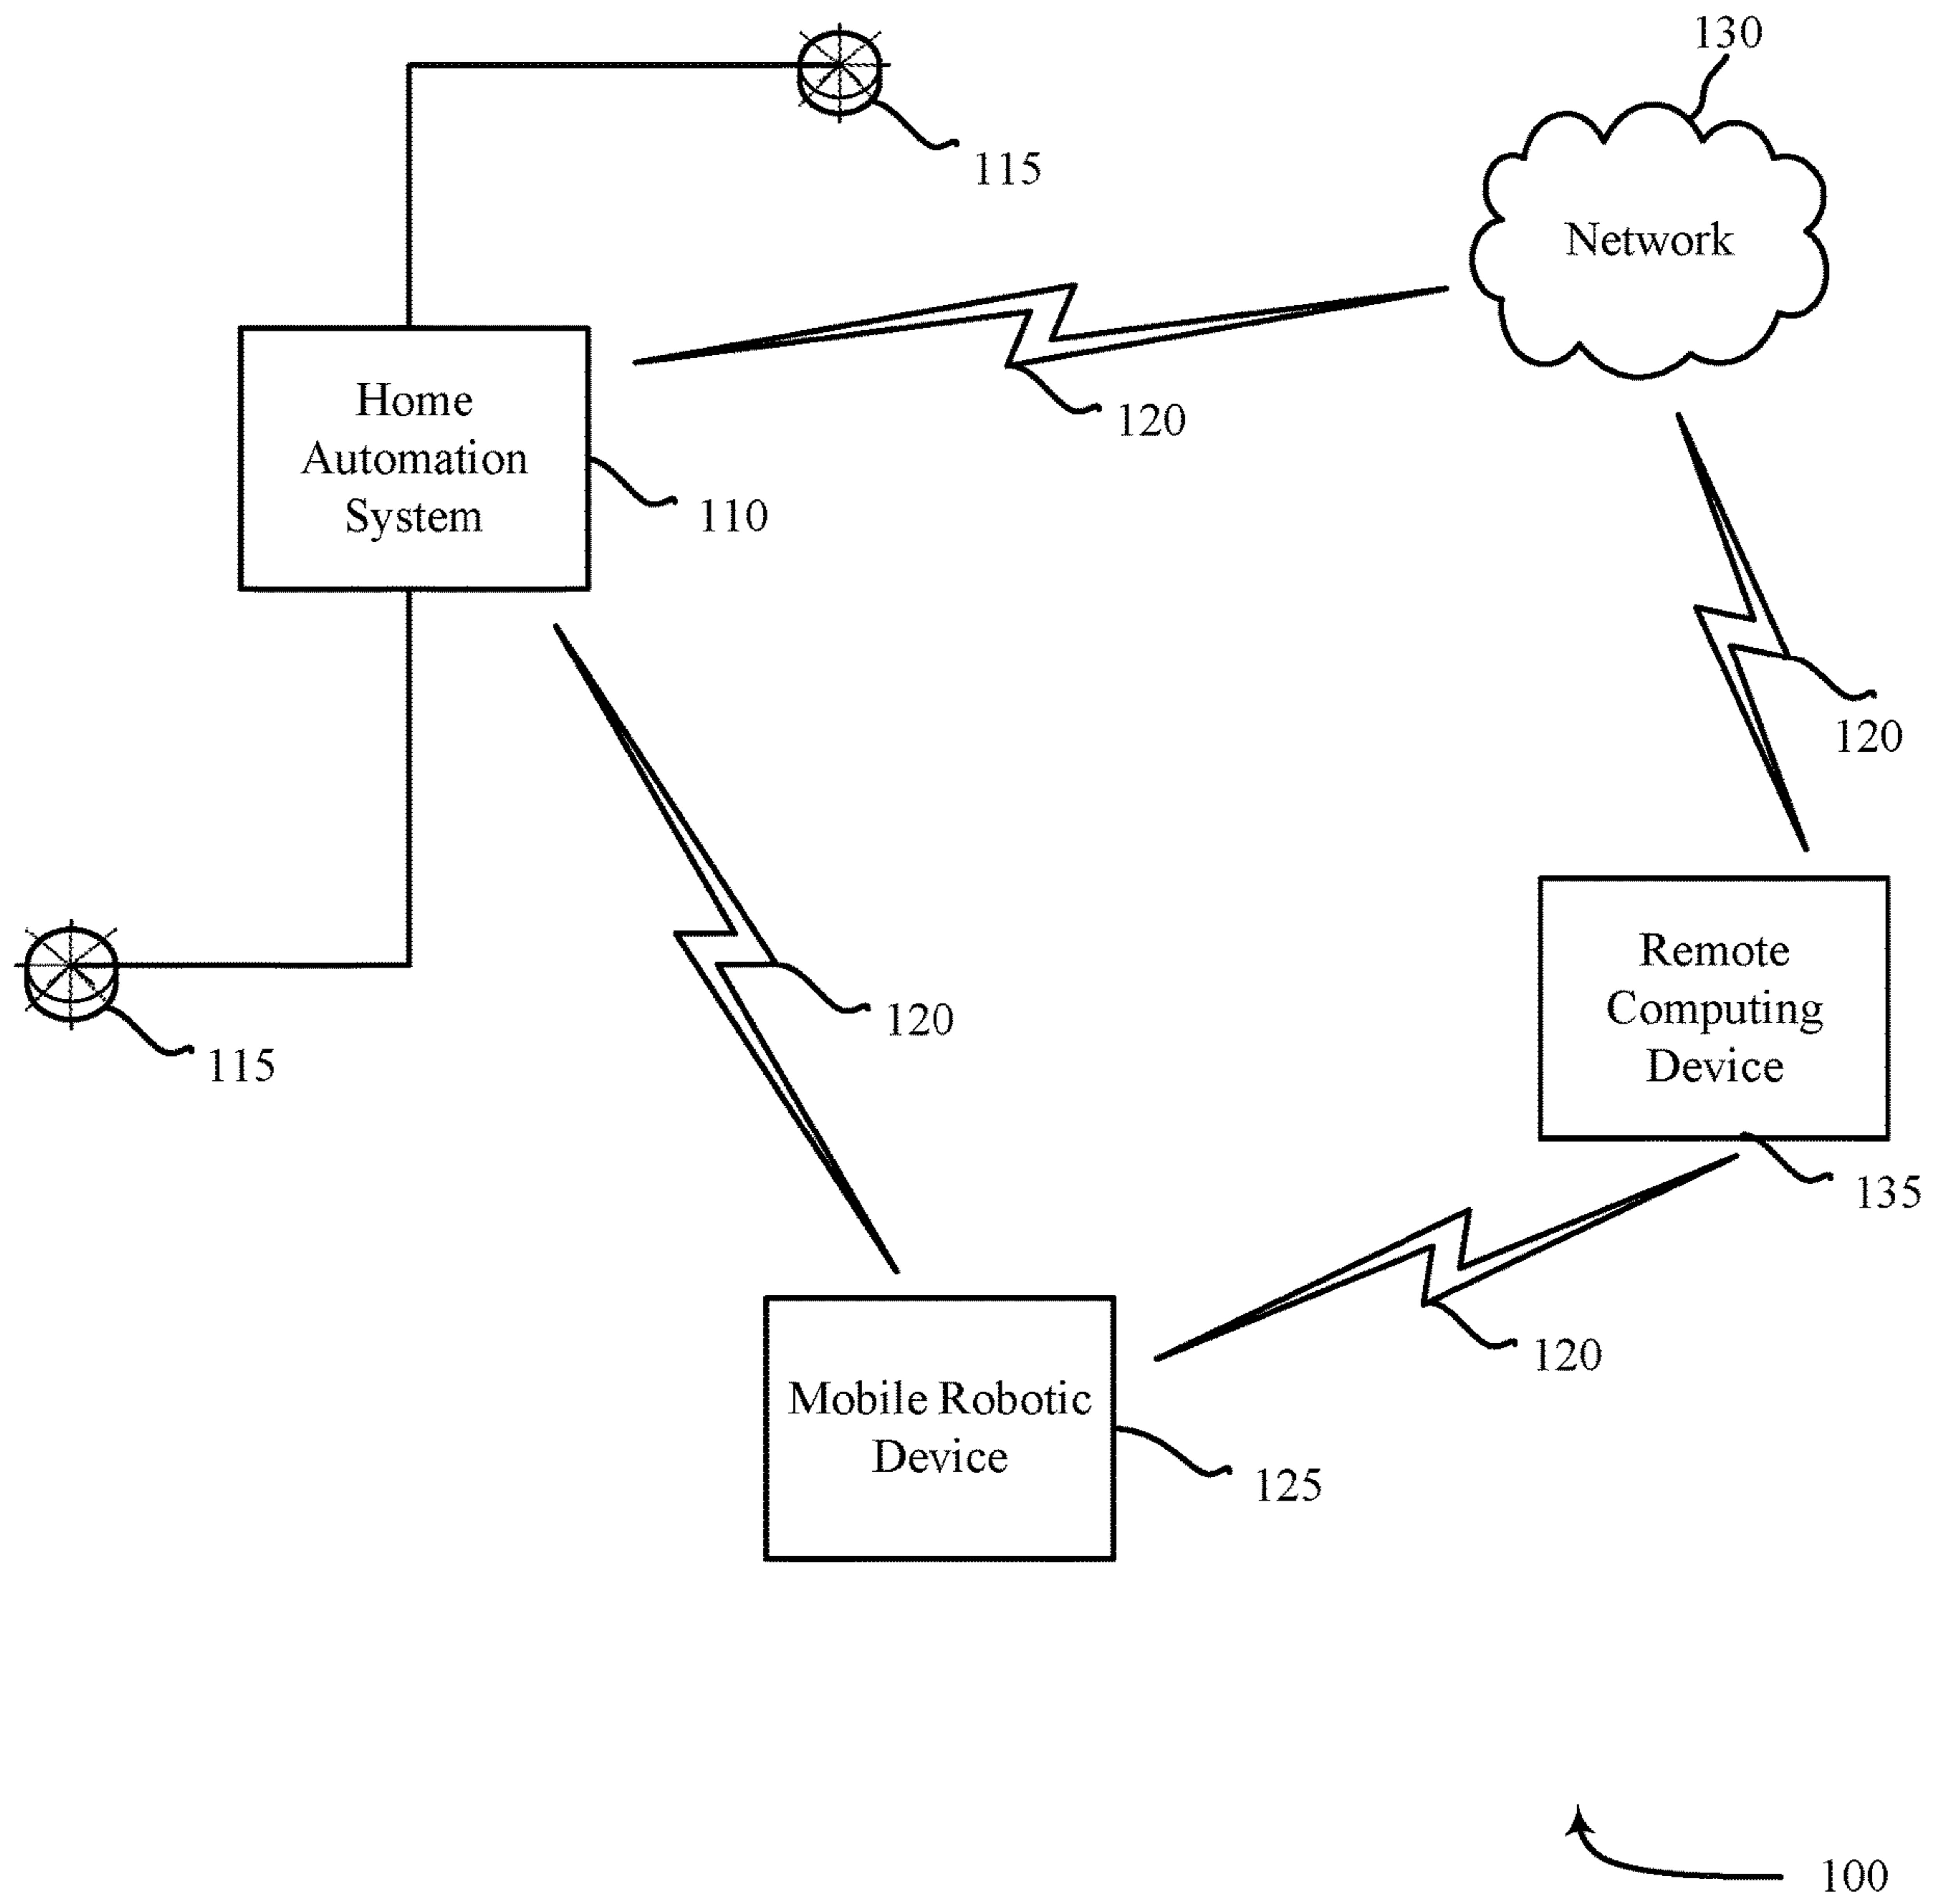 130
115
Network
Home
Automation
System
120
110
120
Remote
Computing
Device
120
115
135
120
Mobile Robotic
Device
125
100